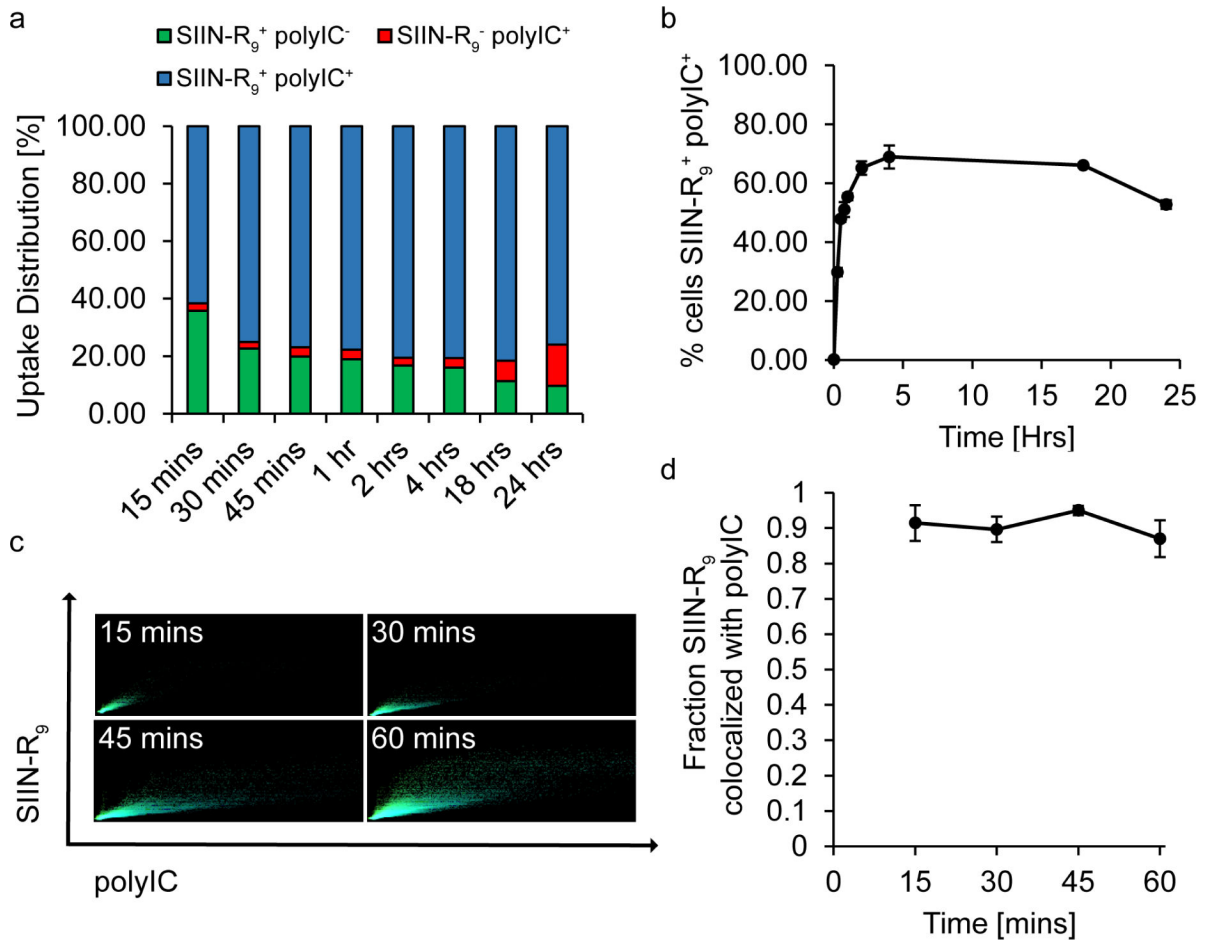 a
SIIN-R₉⁺ polyIC⁻
SIIN-R₉⁻ polyIC⁺
SIIN-R₉⁺ polyIC⁺
Uptake Distribution [%]
100.00
80.00
60.00
40.00
20.00
0.00
15 mins
30 mins
45 mins
1 hr
2 hrs
4 hrs
18 hrs
24 hrs
b
% cells SIIN-R₉⁺ polyIC⁺
100.00
80.00
60.00
40.00
20.00
0.00
0
5
10
15
20
25
Time [Hrs]
c
SIIN-R₉
15 mins
30 mins
45 mins
60 mins
polyIC
d
Fraction SIIN-R₉
colocalized with polyIC
1
0.9
0.8
0.7
0.6
0.5
0.4
0.3
0.2
0.1
0
0
15
30
45
60
Time [mins]